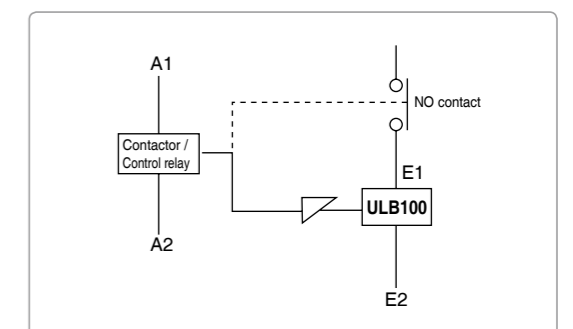 A1
NO contact
Contactor /
Control relay
E1
ULB100
A2
E2